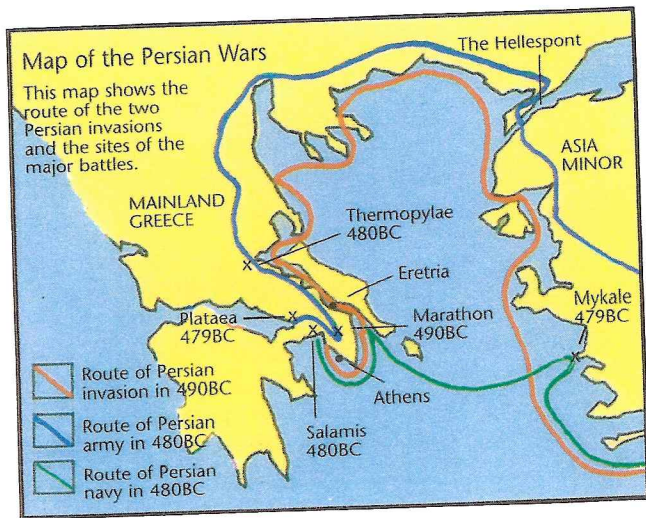 Map of the Persian Wars
This map shows the
route of the two
Persian invasions
and the sites of the
major battles.
The Hellespont
ASIA
MINOR
MAINLAND
GREECE
Thermopylae
480BC
Eretria
Mykale
479BC
Plataea
479BC
Marathon
490BC
Athens
Salamis
480BC
Route of Persian
invasion in 490BC
Route of Persian
army in 480BC
Route of Persian
navy in 480BC